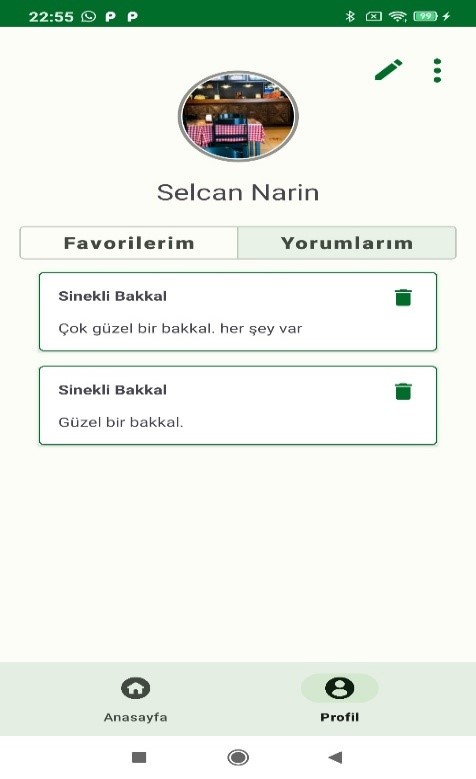 22:55 P P 99
Selcan Narin
Favorilerim Yorumlarım
Sinekli Bakkal
Çok güzel bir bakkal. her şey var
Sinekli Bakkal
Güzel bir bakkal.
Anasayfa Profil